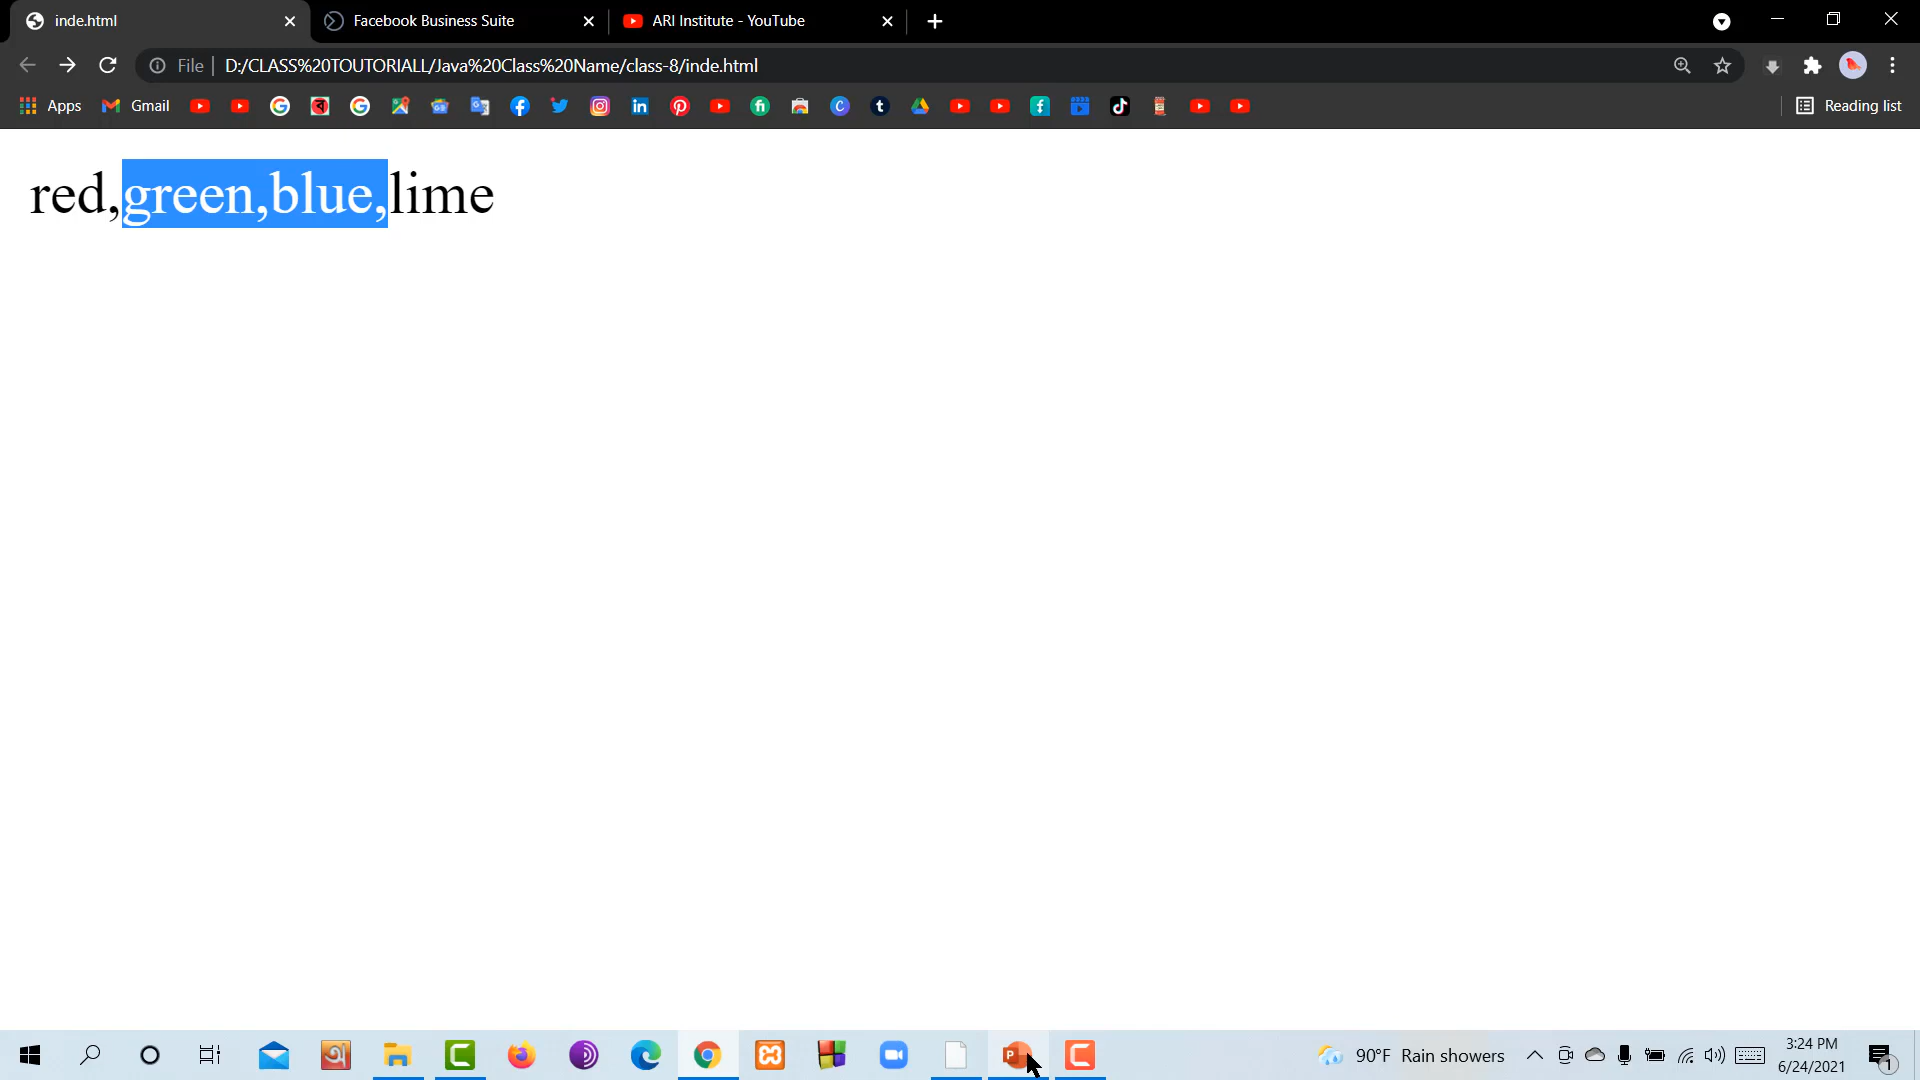 inde.html
Facebook Business Suite
ARI Institute - YouTube
File
D:/CLASS%20TOUTORIALL/Java%20Class%20Name/class-8/inde.html
Apps
Gmail
Reading list
red,green,blue,lime
90°F Rain showers
3:24 PM
6/24/2021
1